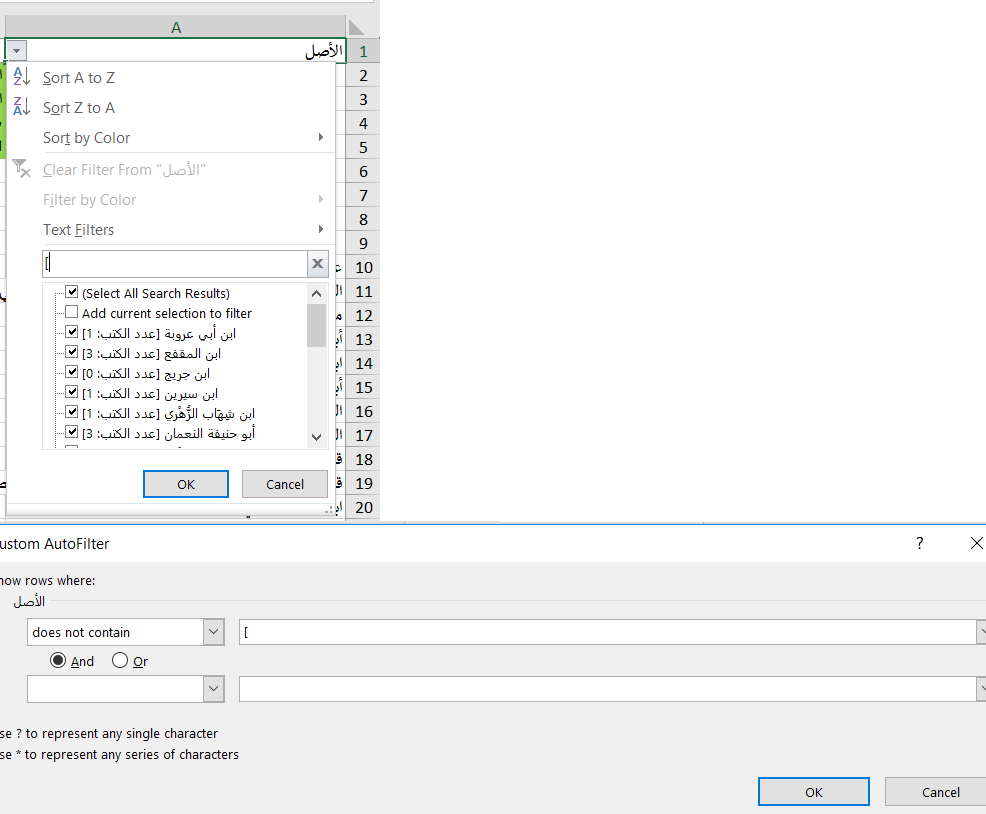 A
الأصل
1
Sort A to Z
2
Sort Z to A
3
4
Sort by Color
5
Clear Filter From "الأصل"
6
Filter by Color
7
Text Filters
8
9
[
10
(Select All Search Results)
11
Add current selection to filter
12
ابن أبي عروبة [عدد الكتب: 1]
13
ابن المقفع [عدد الكتب: 3]
14
ابن جريج [عدد الكتب: 0]
15
ابن سيرين [عدد الكتب: 1]
16
ابن شِهَاب الزُّهْري [عدد الكتب: 1]
17
أبو حنيفة النعمان [عدد الكتب: 3]
18
OK Cancel
19
20
ustom AutoFilter ?
how rows where:
الأصل
does not contain [
And Or
se ? to represent any single character
se * to represent any series of characters
OK Cancel